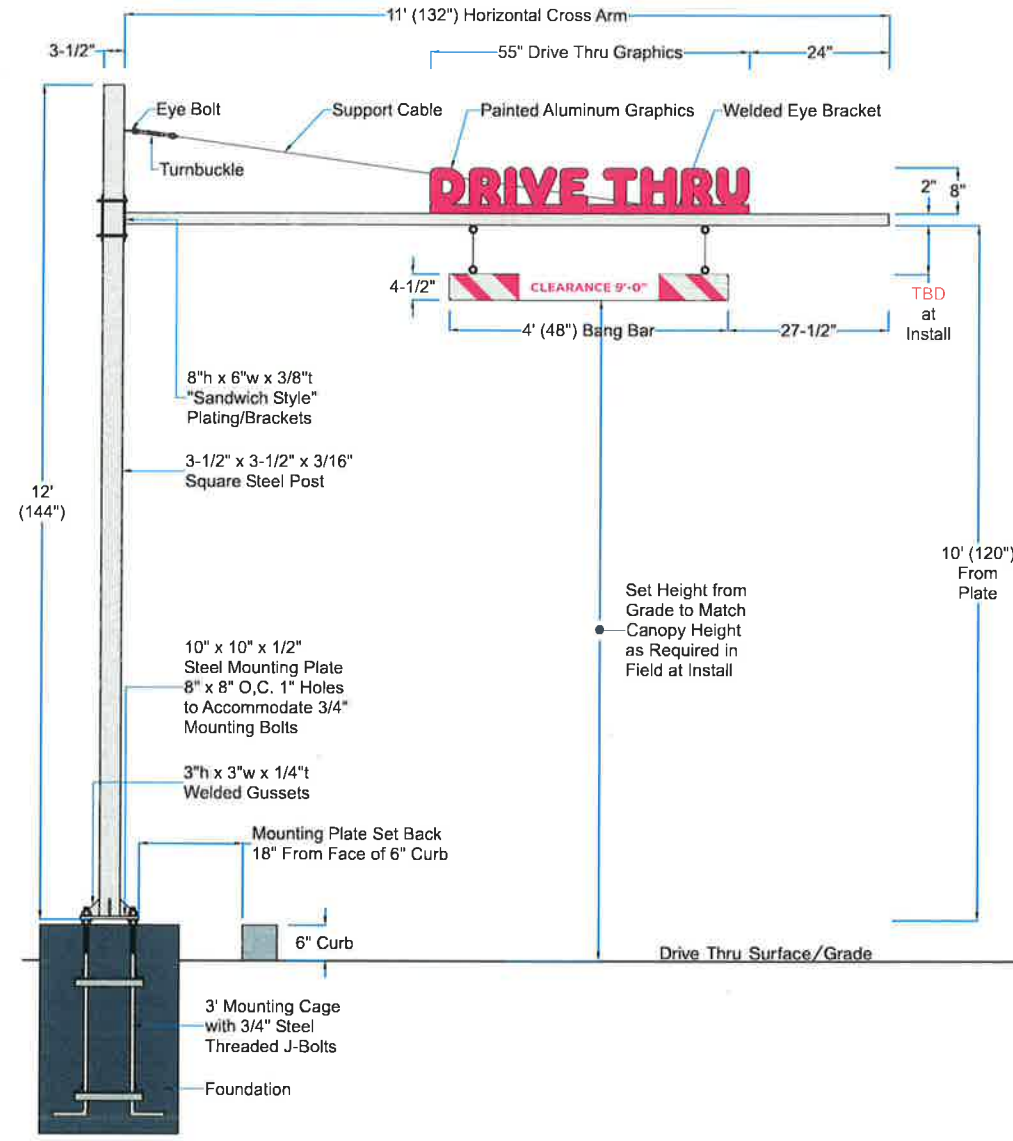 11' (132") Horizontal Cross Arm
3-1/2"
55" Drive Thru Graphics
24"
Eye Bolt
Support Cable
Painted Aluminum Graphics
Welded Eye Bracket
Turnbuckle
DRIVE THRU
2"
8"
4-1/2"
CLEARANCE 9'-0"
TBD
at
Install
4' (48") Bang Bar
27-1/2"
8"h x 6"w x 3/8"t
"Sandwich Style"
Plating/Brackets
3-1/2" x 3-1/2" x 3/16"
Square Steel Post
12'
(144")
10' (120")
From
Plate
Set Height from
Grade to Match
Canopy Height
as Required in
Field at Install
10" x 10" x 1/2"
Steel Mounting Plate
8" x 8" O,C. 1" Holes
to Accommodate 3/4"
Mounting Bolts
3"h x 3"w x 1/4"t
Welded Gussets
Mounting Plate Set Back
18" From Face of 6" Curb
6" Curb
Drive Thru Surface/Grade
3' Mounting Cage
with 3/4" Steel
Threaded J-Bolts
Foundation